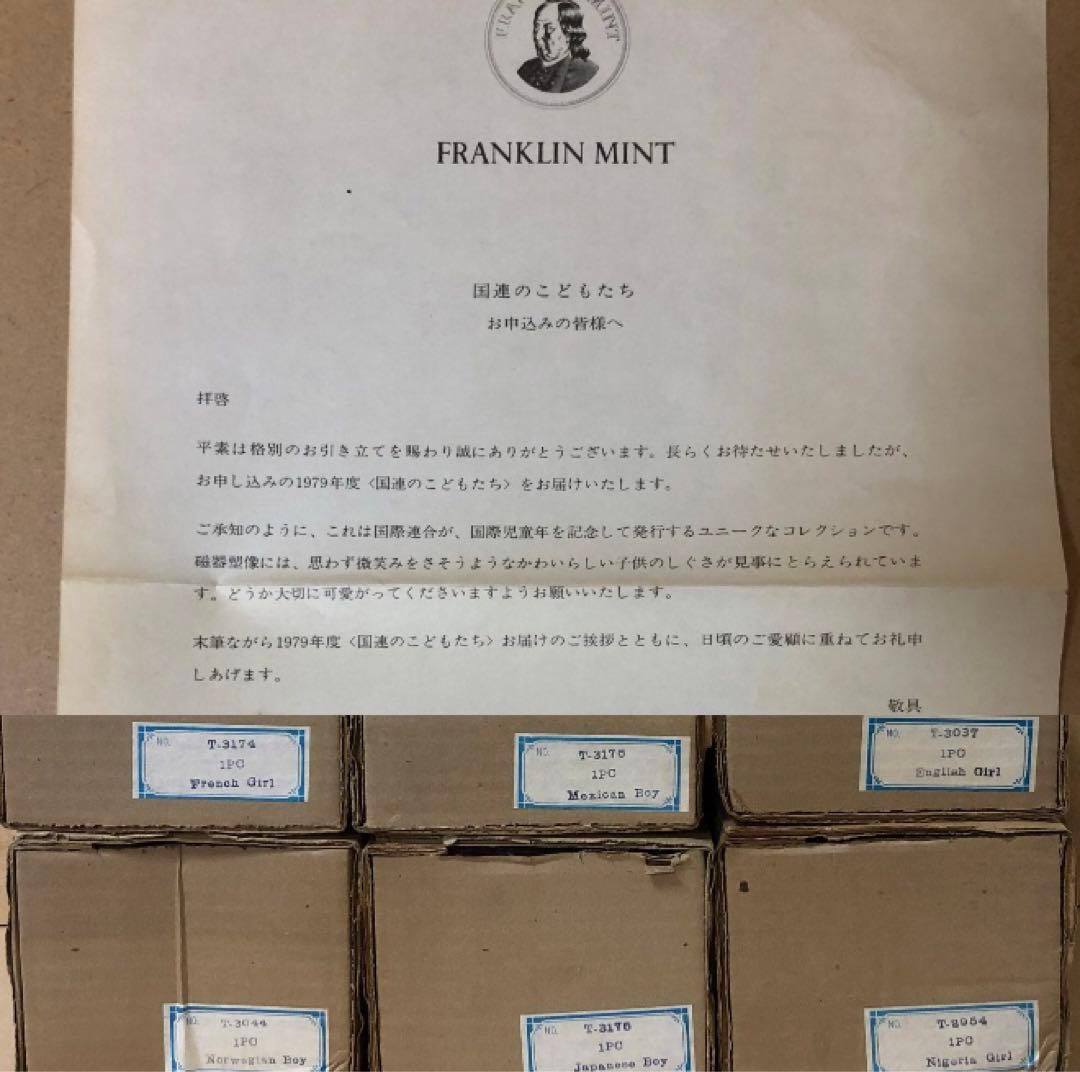 FRANKLIN MINT
FRANKLIN MINT
国連のこどもたち
お申込みの皆様へ
拝啓
平素は格別のお引き立てを賜わり誠にありがとうございます。長らくお待たせいたしましたが、
お申し込みの1979年度〈国連のこどもたち〉をお届けいたします。
ご承知のように、これは国際連合が、国際児童年を記念して発行するユニークなコレクションです。
磁器塑像には、思わず微笑みをさそうようなかわいらしい子供のしぐさが見事にとらえられていま
す。どうか大切に可愛がってくださいますようお願いいたします。
末筆ながら1979年度〈国連のこどもたち〉お届けのご挨拶とともに、日頃のご愛顧に重ねてお礼申
しあげます。
敬具
NO. T-3174
1PC
French Girl
NO. T-3176
1PC
Mexican Boy
NO. T-3037
1PC
English Girl
NO. T-3044
1PC
Norwegian Boy
NO. T-3175
1PC
Japanese Boy
NO. T-2954
1PC
Nigeria Girl